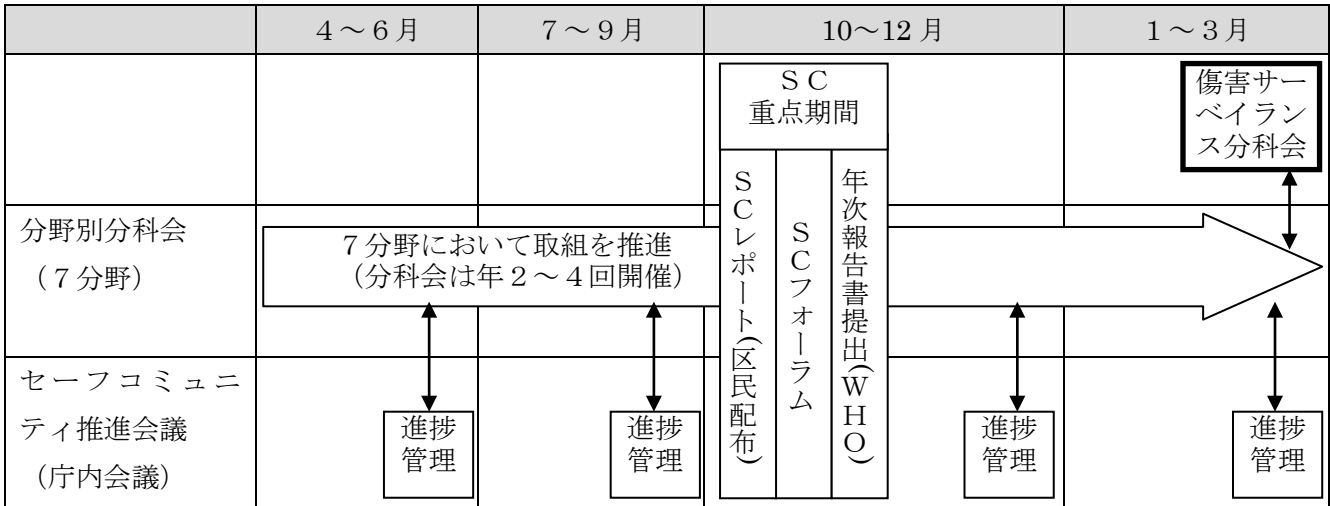 ４～６月
７～９月
10～12 月
１～３月
ＳＣ
重点期間
傷害サー
ベイラン
ス分科会
分野別分科会
（７分野）
７分野において取組を推進
（分科会は年２～４回開催）
ＳＣレポート（区民配布）
ＳＣフォーラム
年次報告書提出（ＷＨＯ）
セーフコミュニ
ティ推進会議
（庁内会議）
進捗
管理
進捗
管理
進捗
管理
進捗
管理